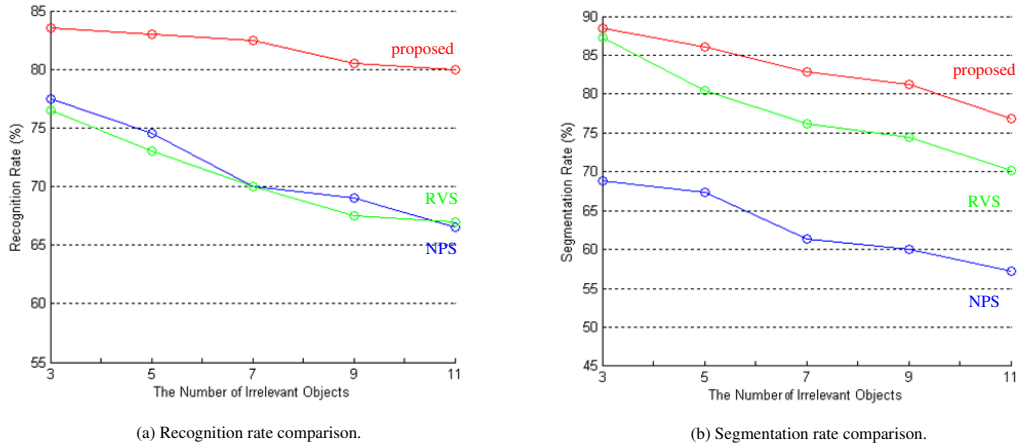 85
80
75
70
65
60
55
Recognition Rate (%)
proposed
RVS
NPS
3 5 7 9 11
The Number of Irrelevant Objects
(a) Recognition rate comparison.
90
85
80
75
70
65
60
55
50
45
Segmentation Rate (%)
proposed
RVS
NPS
3 5 7 9 11
The Number of Irrelevant Objects
(b) Segmentation rate comparison.